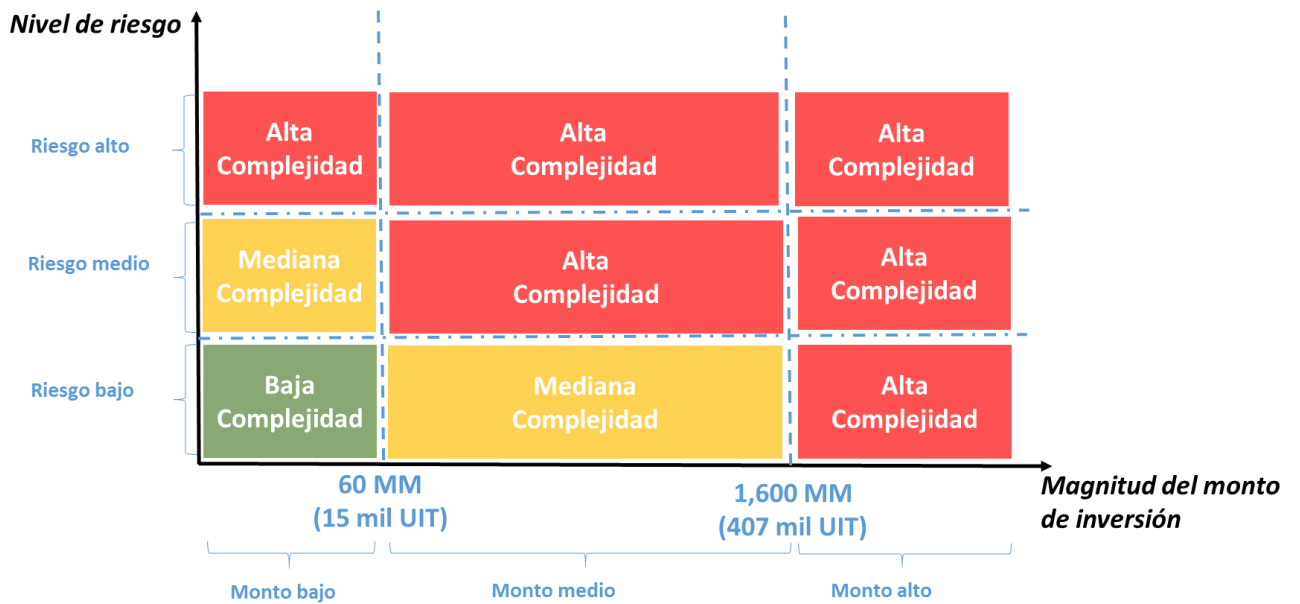 Nivel de riesgo
Riesgo alto
Alta
Complejidad
Alta
Complejidad
Alta
Complejidad
Riesgo medio
Mediana
Complejidad
Alta
Complejidad
Alta
Complejidad
Riesgo bajo
Baja
Complejidad
Mediana
Complejidad
Alta
Complejidad
60 MM
(15 mil UIT)
1,600 MM
(407 mil UIT)
Magnitud del monto
de inversión
Monto bajo
Monto medio
Monto alto